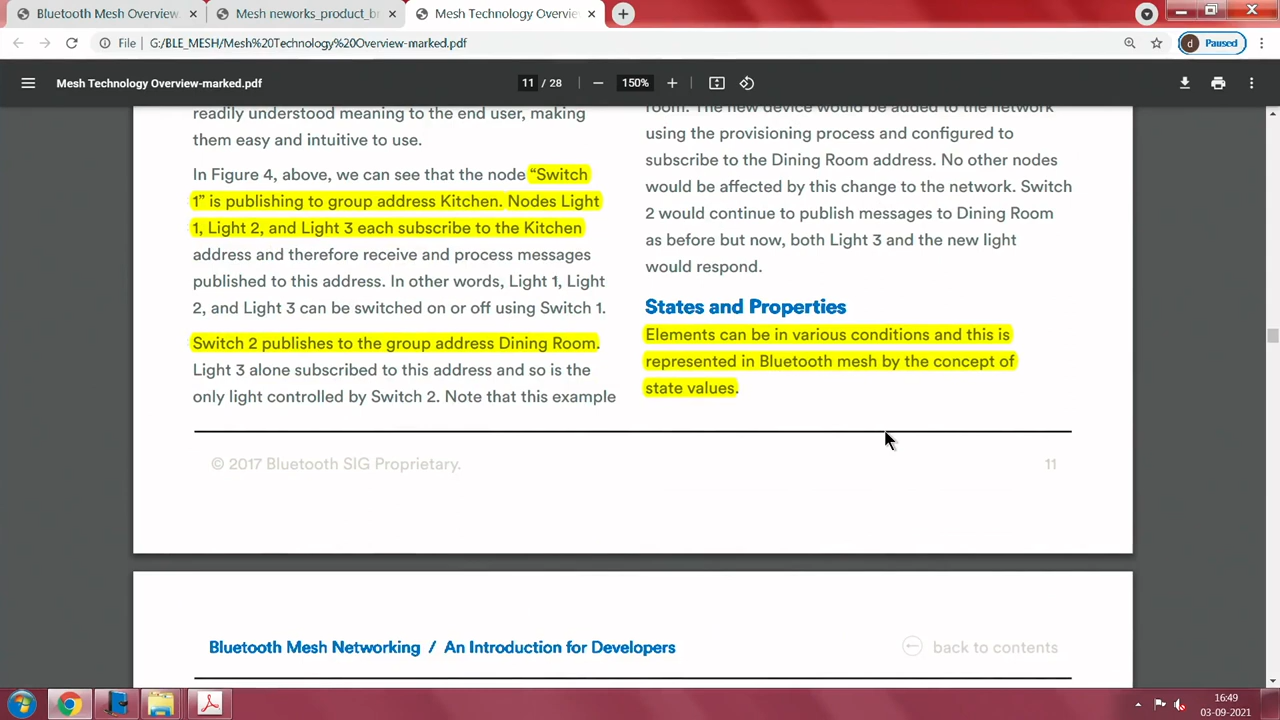 Bluetooth Mesh Overview
Mesh neworks_product_br
Mesh Technology Overvie
File
G:/BLE_MESH/Mesh%20Technology%20Overview-marked.pdf
d
Paused
Mesh Technology Overview-marked.pdf
11 / 28
150%
readily understood meaning to the end user, making
them easy and intuitive to use.
In Figure 4, above, we can see that the node “Switch
1” is publishing to group address Kitchen. Nodes Light
1, Light 2, and Light 3 each subscribe to the Kitchen
address and therefore receive and process messages
published to this address. In other words, Light 1, Light
2, and Light 3 can be switched on or off using Switch 1.
Switch 2 publishes to the group address Dining Room.
Light 3 alone subscribed to this address and so is the
only light controlled by Switch 2. Note that this example
room. The new device would be added to the network
using the provisioning process and configured to
subscribe to the Dining Room address. No other nodes
would be affected by this change to the network. Switch
2 would continue to publish messages to Dining Room
as before but now, both Light 3 and the new light
would respond.
States and Properties
Elements can be in various conditions and this is
represented in Bluetooth mesh by the concept of
state values.
© 2017 Bluetooth SIG Proprietary.
11
Bluetooth Mesh Networking / An Introduction for Developers
back to contents
16:49
03-09-2021